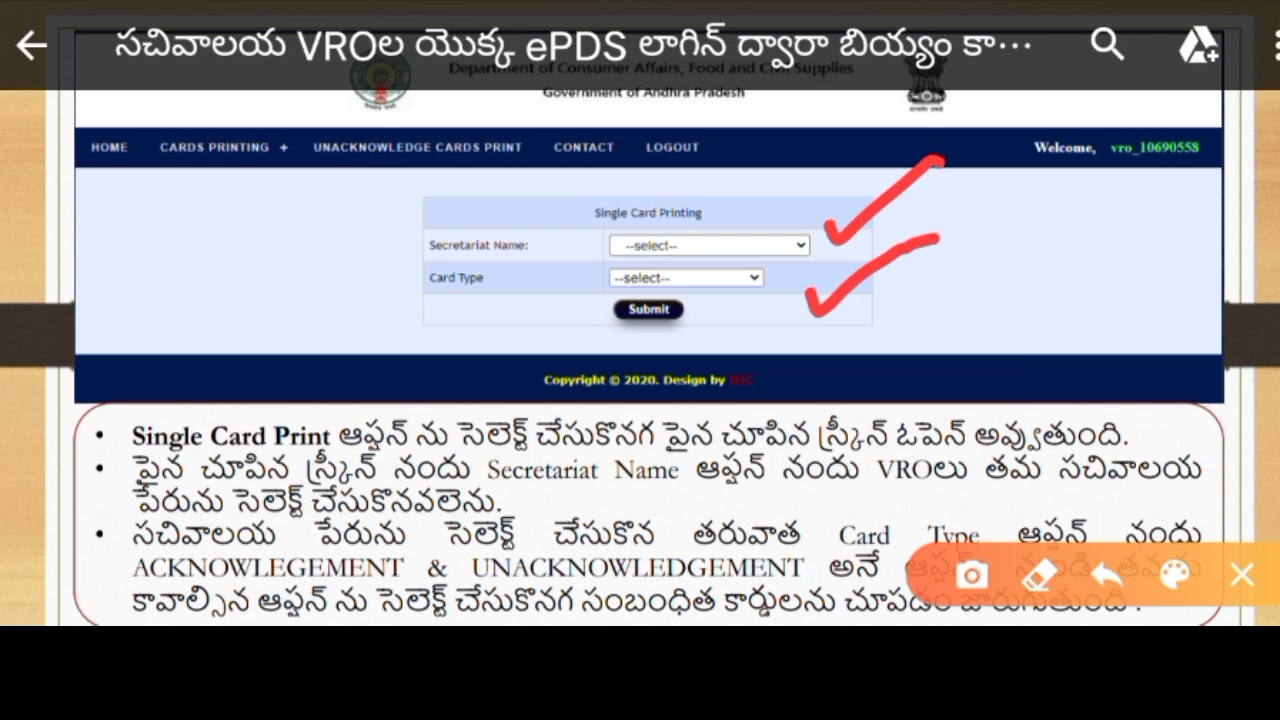 సచివాలయ VROల యొక్క ePDS లాగిన్ ద్వారా బియ్యం కా...
Department of Consumer Affairs, Food and Civil Supplies
Government of Andhra Pradesh
HOME CARDS PRINTING + UNACKNOWLEDGE CARDS PRINT CONTACT LOGOUT Welcome, vro_10690558
Single Card Printing
Secretariat Name: --select--
Card Type --select--
Submit
Copyright © 2020. Design by NIC
• Single Card Print ఆప్షన్ ను సెలెక్ట్ చేసుకొనగ పైన చూపిన స్క్రీన్ ఓపెన్ అవ్వుతుంది.
• పైన చూపిన స్క్రీన్ నందు Secretariat Name ఆప్షన్ నందు VROలు తమ సచివాలయ
పేరును సెలెక్ట్ చేసుకొనవలెను.
• సచివాలయ పేరును సెలెక్ట్ చేసుకొన తరువాత Card Type ఆప్షన్ నందు
ACKNOWLEGEMENT & UNACKNOWLEDGEMENT అనే ఆప్షన్ నుండి తమకు
కావాల్సిన ఆప్షన్ ను సెలెక్ట్ చేసుకొనగ సంబంధిత కార్డులను చూపడం జారుగుతుంది .